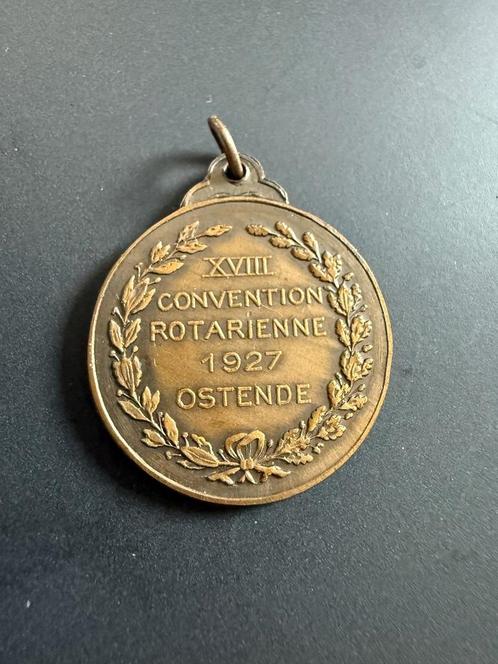 XVIII
CONVENTION
ROTARIENNE
1927
OSTENDE